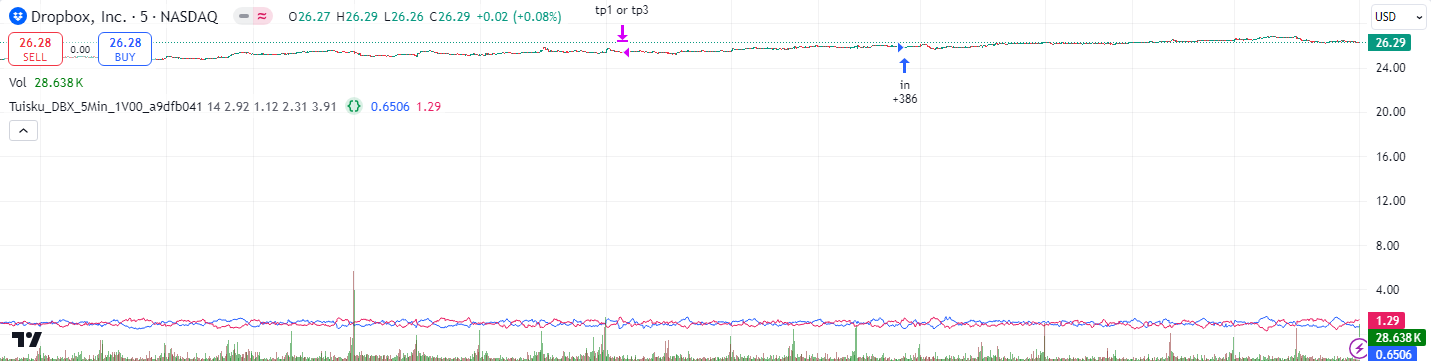 Dropbox, Inc. · 5 · NASDAQ
O26.27 H26.29 L26.26 C26.29 +0.02 (+0.08%)
tp1 or tp3
USD
26.28
SELL
0.00
26.28
BUY
26.29
24.00
Vol 28.638K
in
+386
Tuisku_DBX_5Min_1V00_a9dfb041 14 2.92 1.12 2.31 3.91 0.6506 1.29
20.00
16.00
12.00
8.00
4.00
1.29
28.638K
0.6506